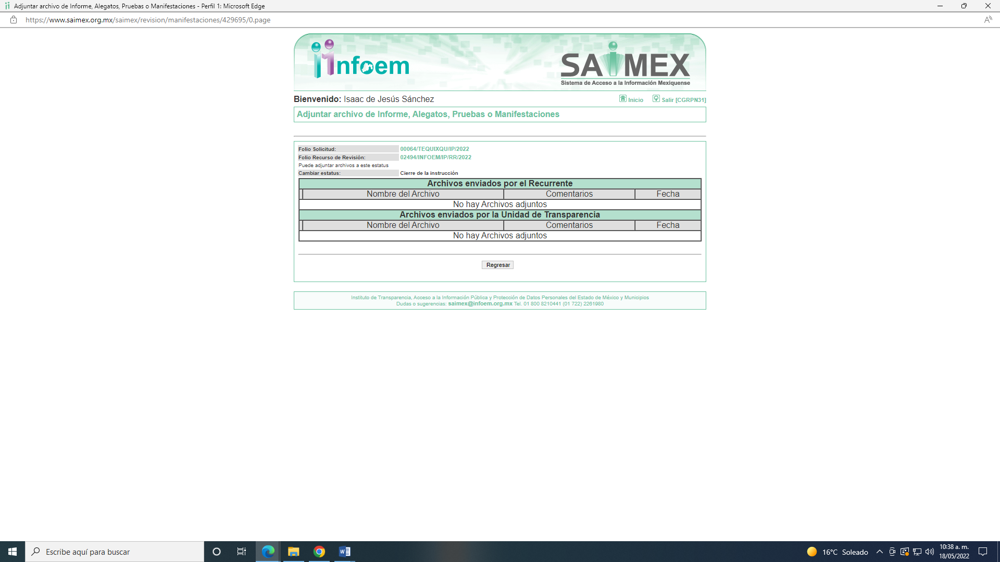 Adjuntar archivo de Informe, Alegatos, Pruebas o Manifestaciones - Perfil 1: Microsoft Edge
https://www.saimex.org.mx/saimex/revision/manifestaciones/429695/0.page
infoem
SAIMEX
Sistema de Acceso a la Información Mexiquense
Bienvenido: Isaac de Jesús Sánchez
Inicio Salir [CGRPN31]
Adjuntar archivo de Informe, Alegatos, Pruebas o Manifestaciones
Folio Solicitud: 00064/TEQUIXQU/IP/2022
Folio Recurso de Revisión: 02494/INFOEM/IP/RR/2022
Puede adjuntar archivos a este estatus
Cambiar estatus: Cierre de la instrucción
Archivos enviados por el Recurrente
Nombre del Archivo Comentarios Fecha
No hay Archivos adjuntos
Archivos enviados por la Unidad de Transparencia
Nombre del Archivo Comentarios Fecha
No hay Archivos adjuntos
Regresar
Instituto de Transparencia, Acceso a la Información Pública y Protección de Datos Personales del Estado de México y Municipios
Dudas o sugerencias: saimex@infoem.org.mx Tel. 01 800 8210441 (01 722) 2261980
Escribe aquí para buscar
16°C Soleado
10:38 a. m.
18/05/2022